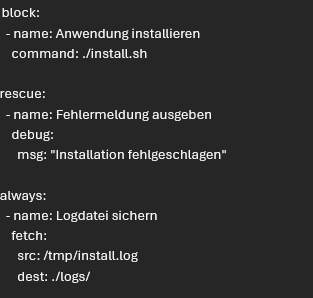 block:
- name: Anwendung installieren
command: ./install.sh
rescue:
- name: Fehlermeldung ausgeben
debug:
msg: "Installation fehlgeschlagen"
always:
- name: Logdatei sichern
fetch:
src: /tmp/install.log
dest: ./logs/